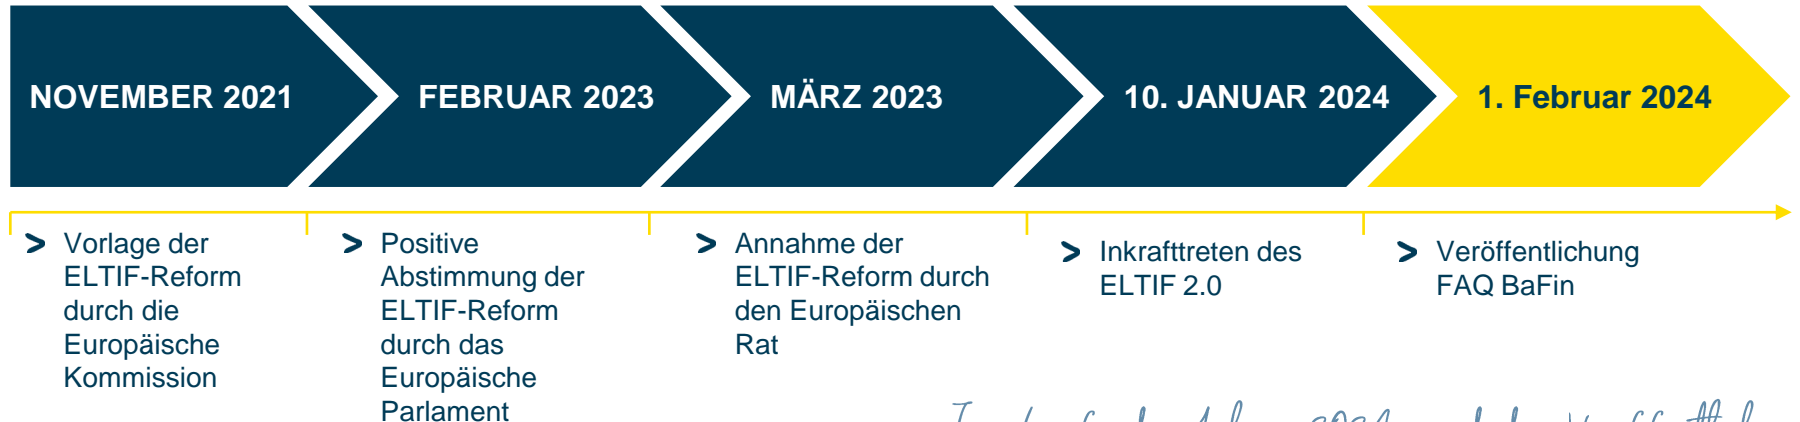 NOVEMBER 2021
FEBRUAR 2023
MÄRZ 2023
10. JANUAR 2024
1. Februar 2024
> Vorlage der
ELTIF-Reform
durch die
Europäische
Kommission
> Positive
Abstimmung der
ELTIF-Reform
durch das
Europäische
Parlament
> Annahme der
ELTIF-Reform durch
den Europäischen
Rat
> Inkrafttreten des
ELTIF 2.0
> Veröffentlichung
FAQ BaFin
2024